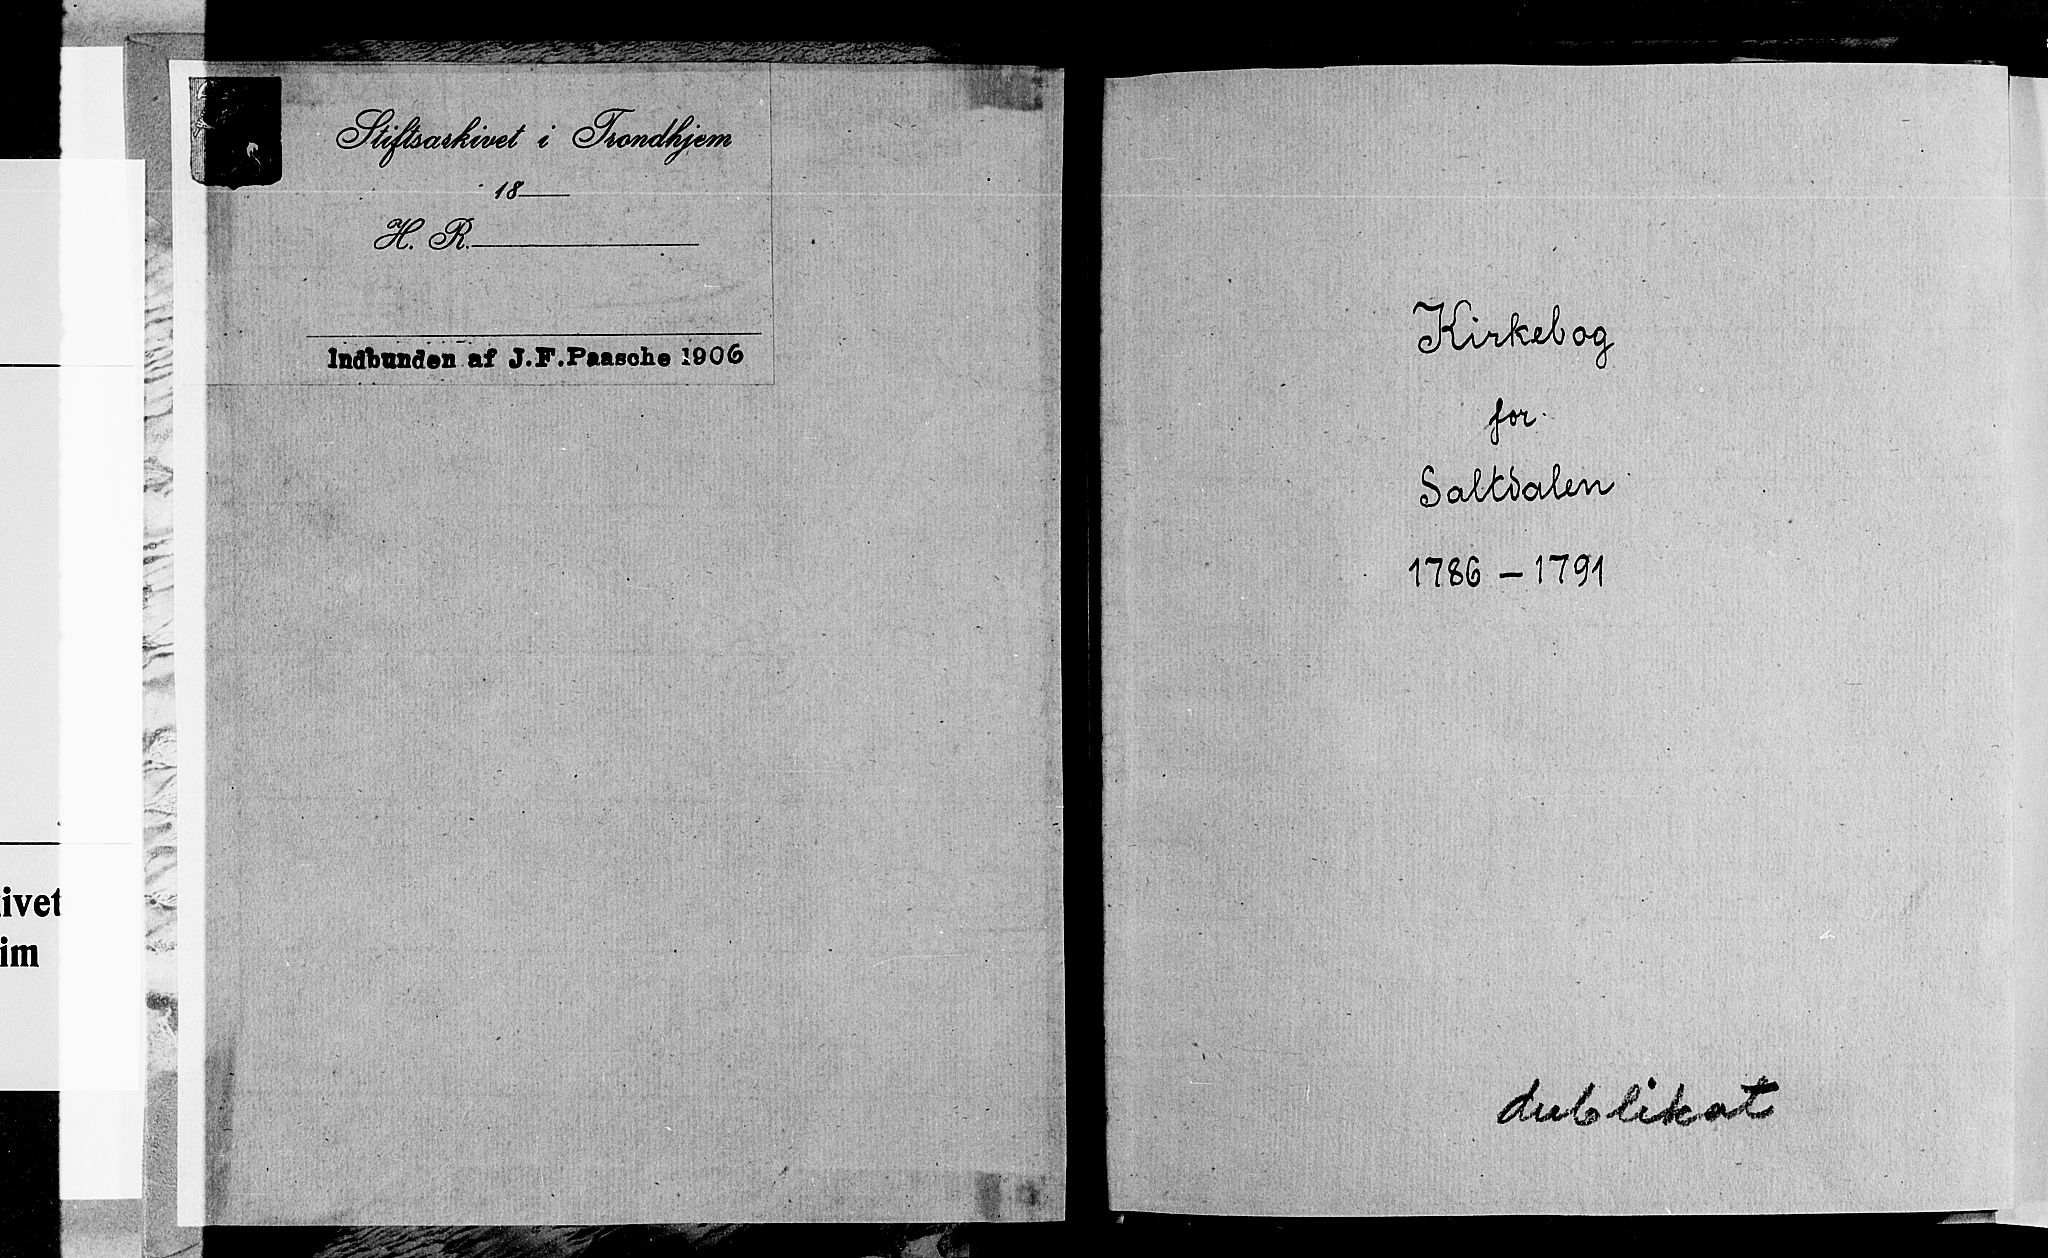 Stiftsarkivet i Trondhjem
18
H. R.
Indbunden af J.F.Paasche 1906
ivet
im
Kirkebog
for
Saltdalen
1786 – 1791
dublikat